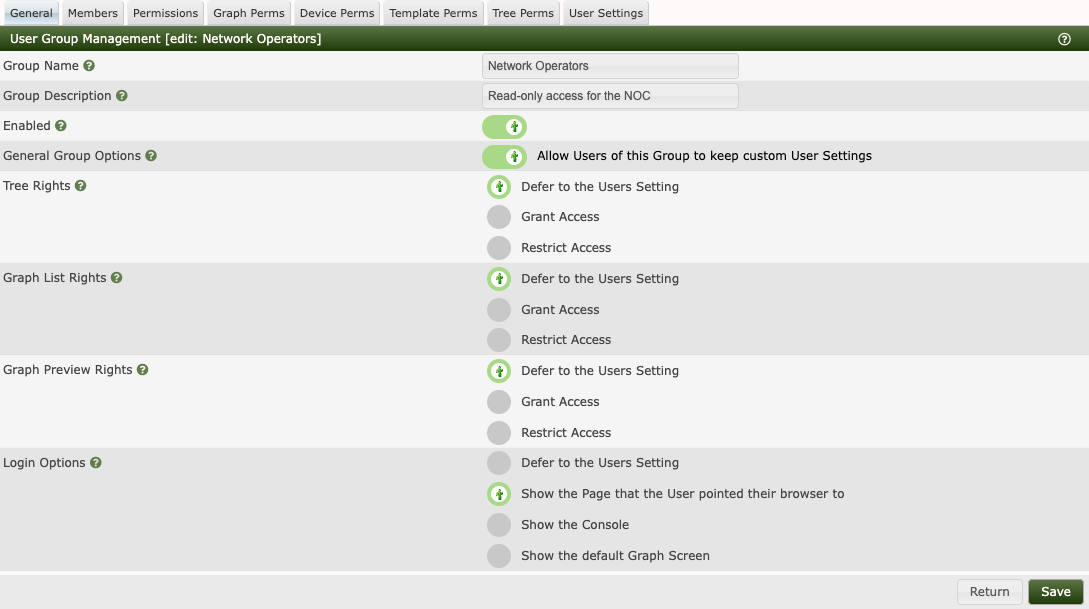 General Members Permissions Graph Perms Device Perms Template Perms Tree Perms User Settings
User Group Management [edit: Network Operators]
Group Name Network Operators
Group Description Read-only access for the NOC
Enabled
General Group Options Allow Users of this Group to keep custom User Settings
Tree Rights Defer to the Users Setting
Grant Access
Restrict Access
Graph List Rights Defer to the Users Setting
Grant Access
Restrict Access
Graph Preview Rights Defer to the Users Setting
Grant Access
Restrict Access
Login Options Defer to the Users Setting
Show the Page that the User pointed their browser to
Show the Console
Show the default Graph Screen
Return Save